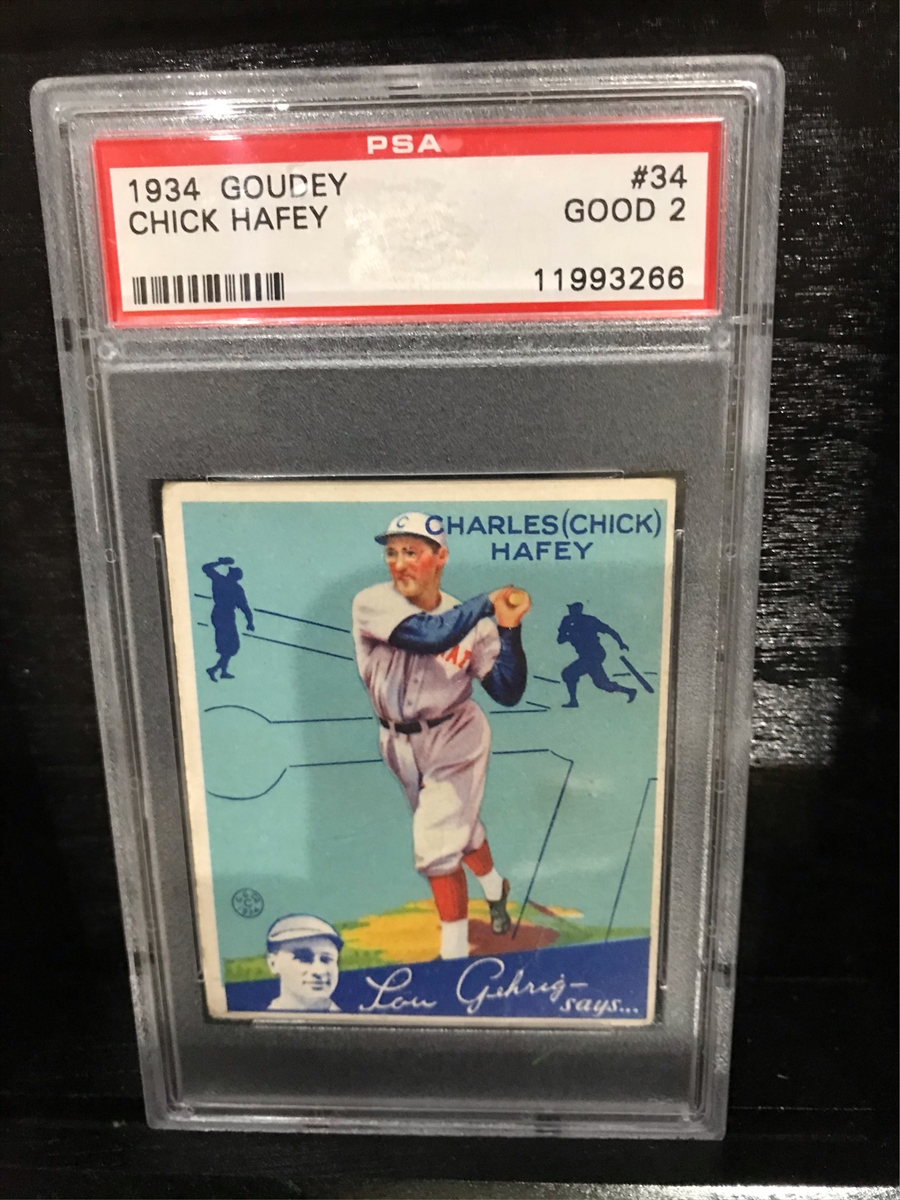 PSA
1934 GOUDEY #34
CHICK HAFEY GOOD 2
11993266
C CHARLES(CHICK)
HAFEY
Lou Gehrig-
says...